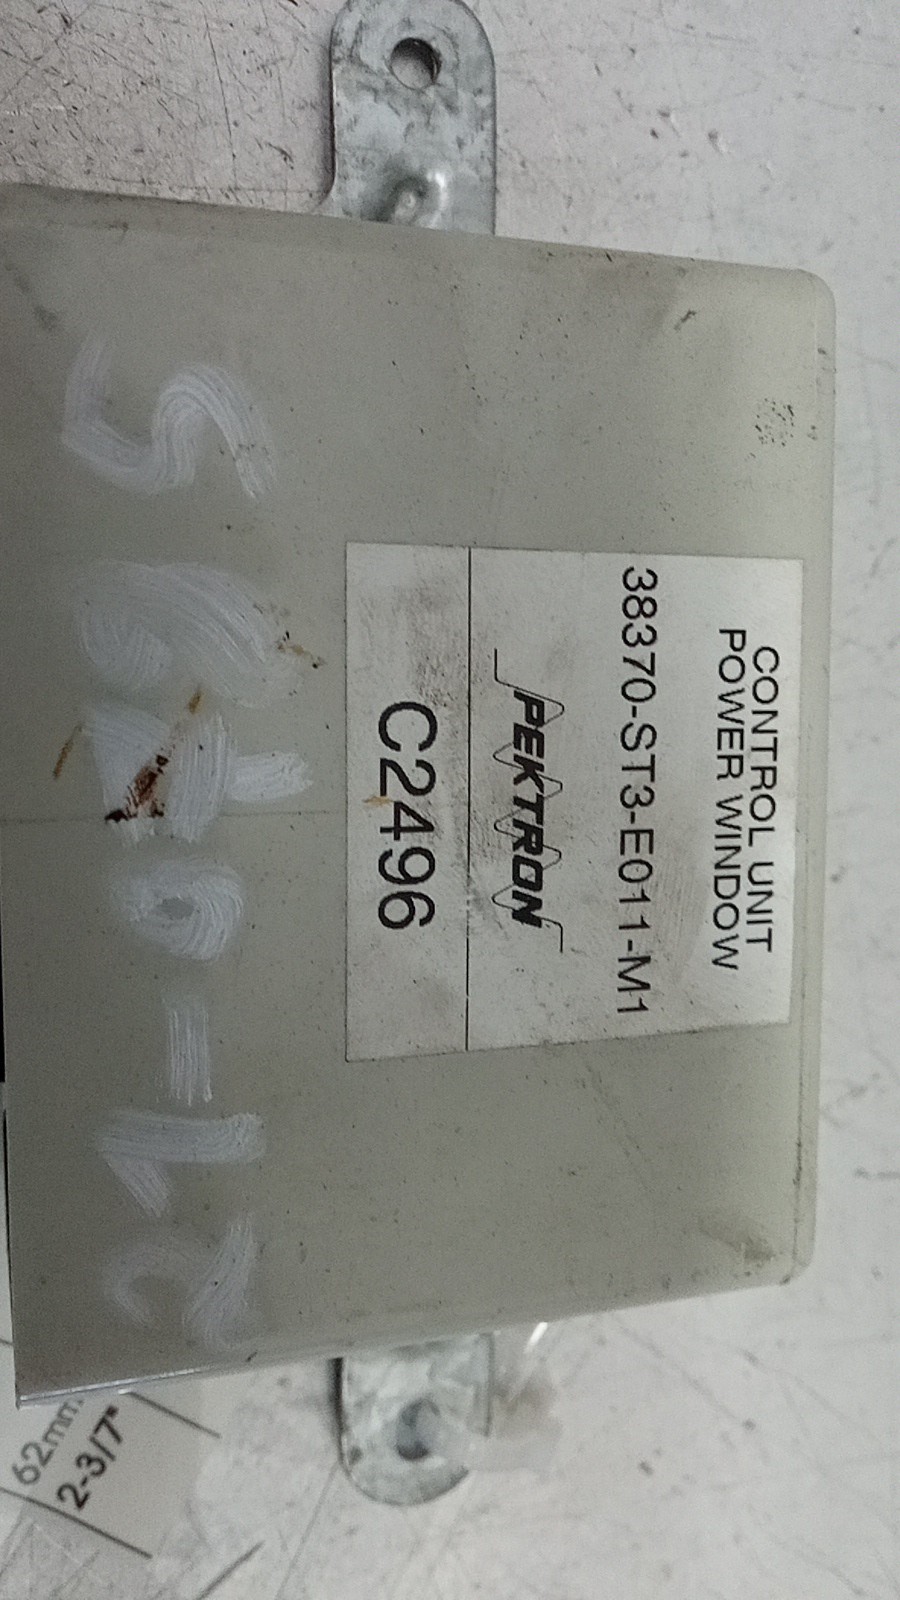 CONTROL UNIT
POWER WINDOW
38370-ST3-E011-M1
PEKTRON
C2496
62mm
2-3/7"